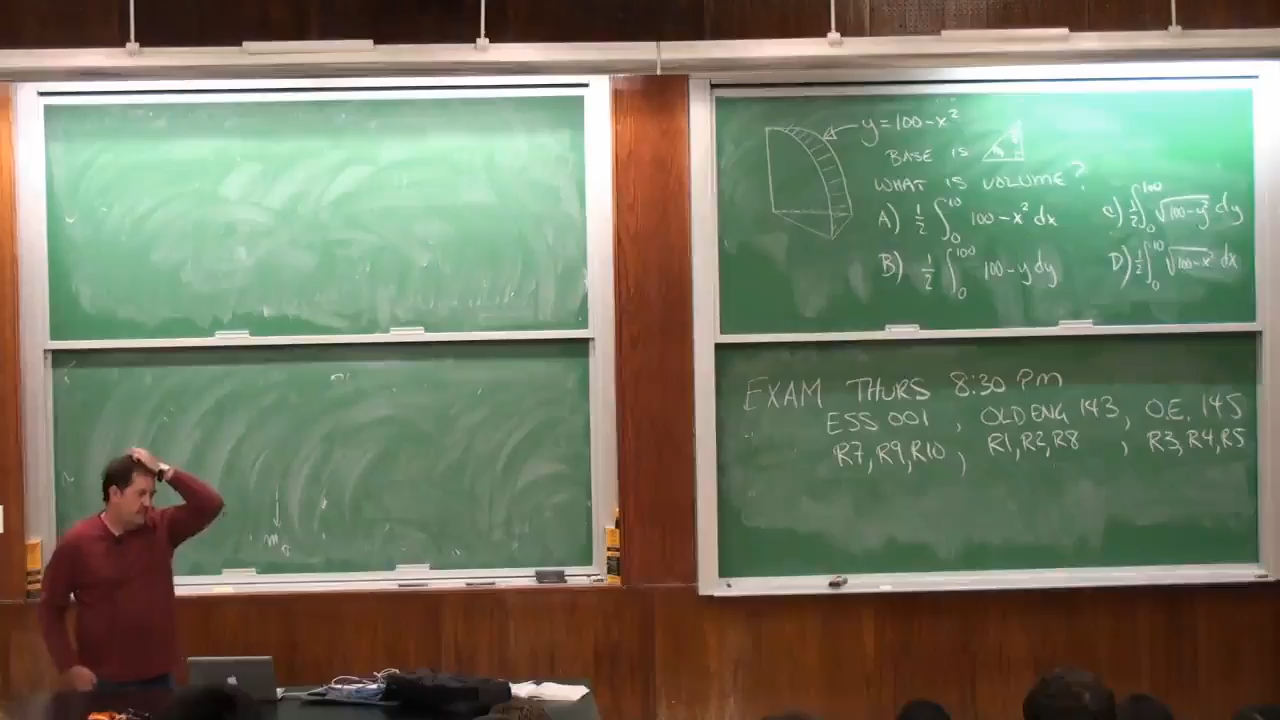 y = 100 - x²
BASE IS
WHAT IS VOLUME?
A) ½ ∫₀¹⁰ 100 - x² dx
B) ½ ∫₀¹⁰⁰ 100 - y dy
C) ½ ∫₀¹⁰⁰ √(100-y²) dy
D) ½ ∫₀¹⁰ √(100-x²) dx
EXAM THURS 8:30 PM
ESS 001, OLD ENG 143, O.E. 145
R7, R9, R10, R1, R2, R8, R3, R4, R5